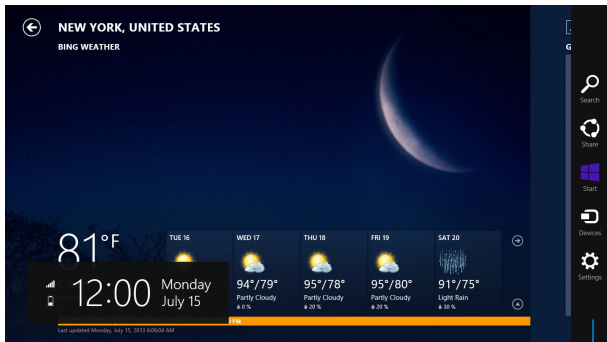 NEW YORK, UNITED STATES
BING WEATHER
Search
Share
Start
Devices
Settings
81°F
TUE 16
WED 17
94°/79°
Partly Cloudy
0 %
THU 18
95°/78°
Partly Cloudy
20 %
FRI 19
95°/80°
Partly Cloudy
20 %
SAT 20
91°/75°
Light Rain
30 %
12:00
Monday
July 15
PM
Last updated Monday, July 15, 2013 6:06:04 AM